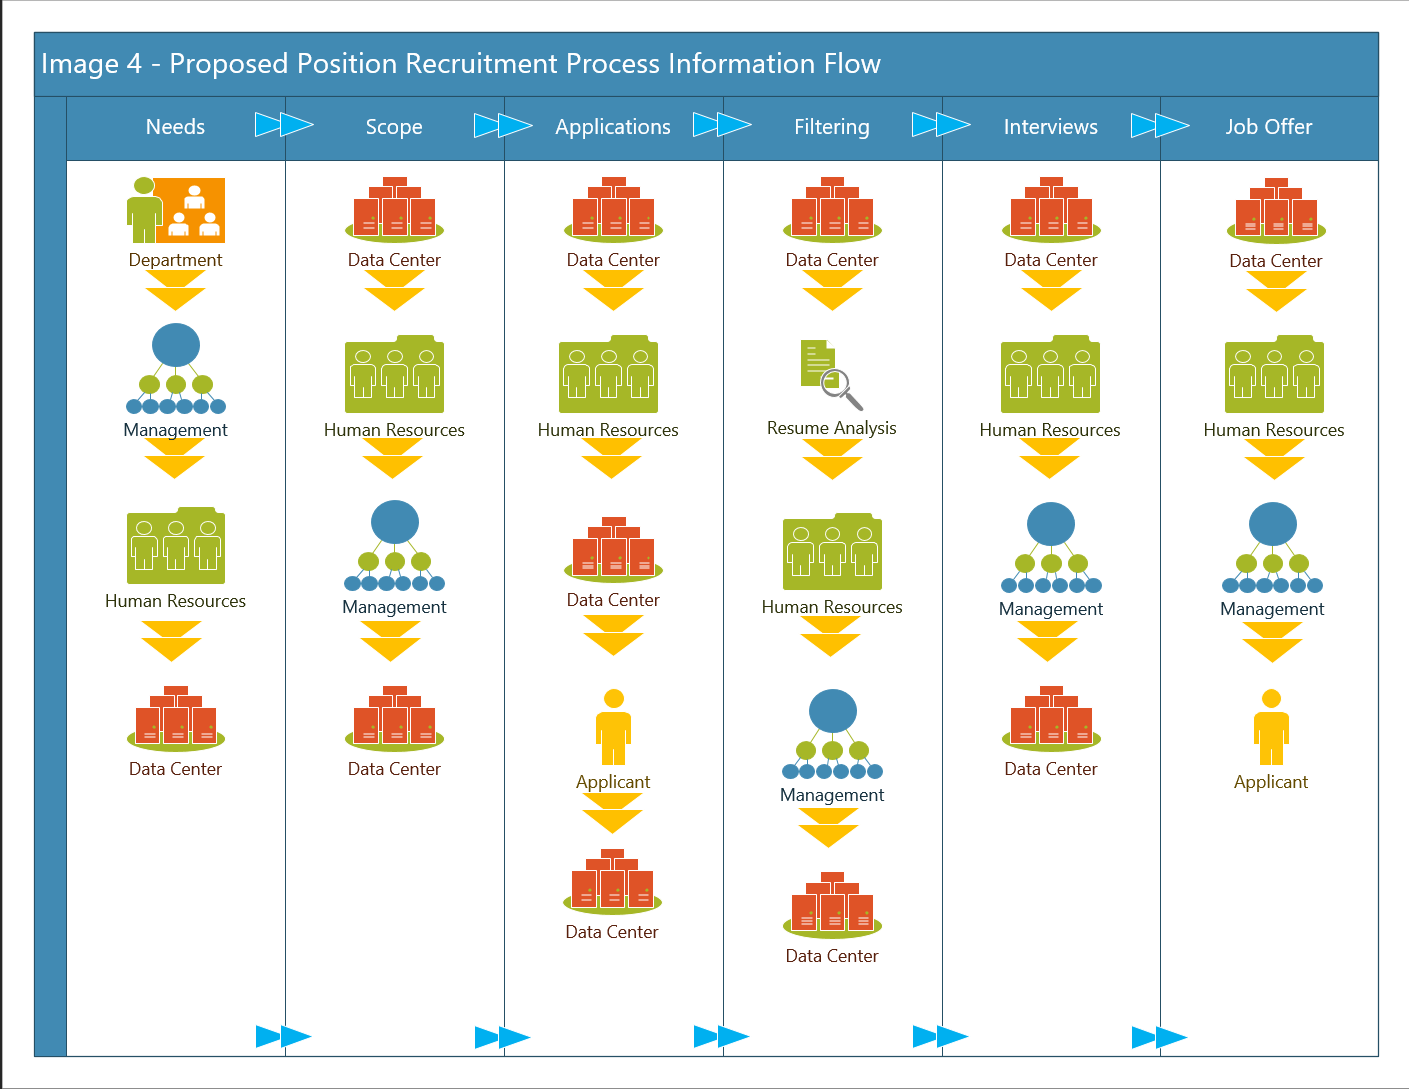 Image 4 - Proposed Position Recruitment Process Information Flow
Needs
Scope
Applications
Filtering
Interviews
Job Offer
Department
Management
Human Resources
Data Center
Data Center
Human Resources
Management
Data Center
Data Center
Human Resources
Data Center
Applicant
Data Center
Data Center
Resume Analysis
Human Resources
Management
Data Center
Data Center
Human Resources
Management
Data Center
Data Center
Human Resources
Management
Applicant